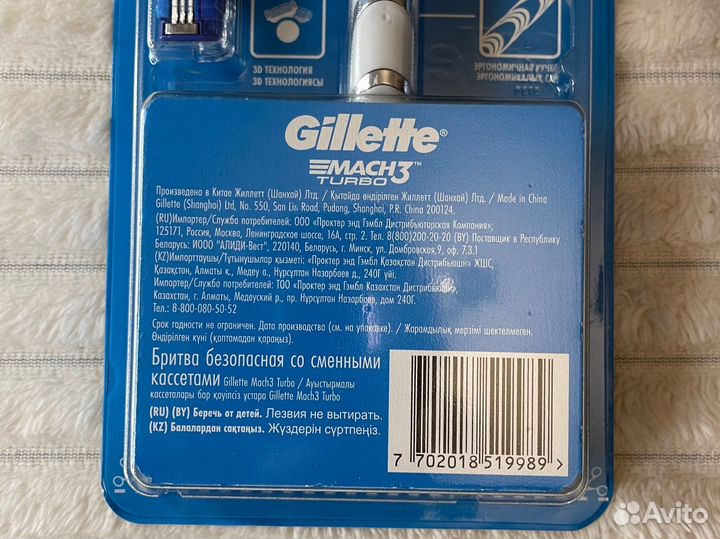 3D ТЕХНОЛОГИЯ
3D ТЕХНОЛОГИЯСЫ
ЭРГОНОМИЧНАЯ РУЧК
ЭРГОНОМИКАЛЫҚ САП
Gillette®
MACH3™
TURBO
Произведено в Китае Жиллетт (Шанхай) Лтд. / Қытайда өндірілген Жиллетт (Шанхай) Лтд. / Made in China
Gillette (Shanghai) Ltd, No. 550, San Lin Road, Pudong, Shanghai, P.R. China 200124.
(RU)Импортер/Служба потребителей: ООО «Проктер энд Гэмбл Дистрибьюторская Компания»;
125171, Россия, Москва, Ленинградское шоссе, 16А, стр. 2. Тел. 8(800)200-20-20 (BY) Поставщик в Республику
Беларусь: ИООО "АЛИДИ-Вест", 220140, Беларусь, г. Минск, ул. Домбровская,9, оф. 7.3.1
(KZ)Импорттаушы/Тұтынушылар қызметі: «Проктер энд Гэмбл Қазақстан Дистрибьюшн» ЖШС,
Қазақстан, Алматы қ., Медеу а., Нұрсұлтан Назарбаев д., 240Г үйі.
Импортер/Служба потребителей: ТОО «Проктер энд Гэмбл Казахстан Дистрибьюшн»,
Казахстан, г. Алматы, Медеуский р., пр. Нурсултан Назарбаев, дом 240Г.
Тел.: 8-800-080-50-52
Срок годности не ограничен. Дата производства (см. на упаковке). / Жарамдылық мерзімі шектелмеген.
Өндірілген күні (қаптамадан қараңыз).
Бритва безопасная со сменными
кассетами Gillette Mach3 Turbo / Ауыстырмалы
кассеталары бар қауіпсіз ұстара Gillette Mach3 Turbo
(RU) (BY) Беречь от детей. Лезвия не вытирать.
(KZ) Балалардан сақтаңыз. Жүздерін сүртпеңіз.
7 702018 519989 >
Avito